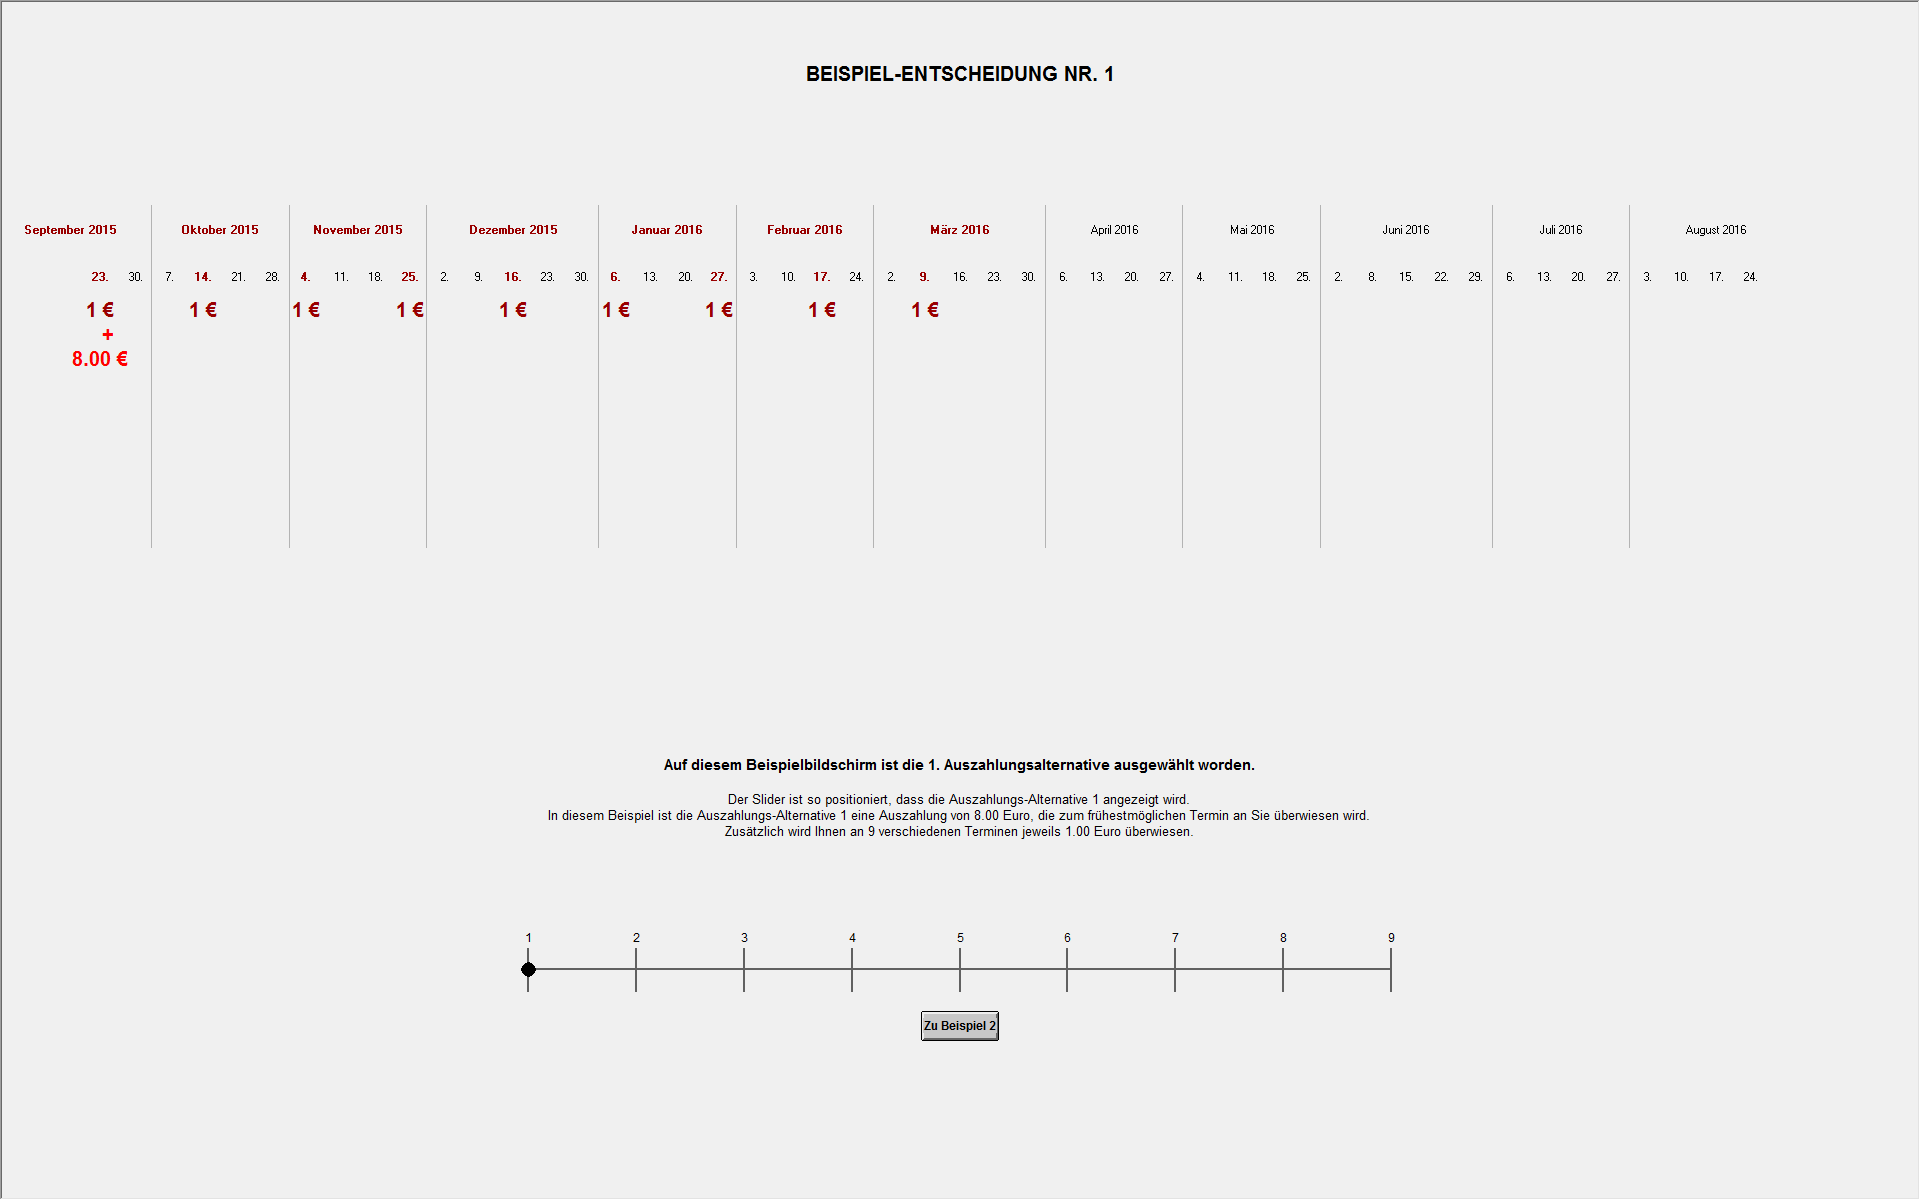 BEISPIEL-ENTSCHEIDUNG NR. 1
September 2015 Oktober 2015 November 2015 Dezember 2015 Januar 2016 Februar 2016 März 2016 April 2016 Mai 2016 Juni 2016 Juli 2016 August 2016
23. 30. 7. 14. 21. 28. 4. 11. 18. 25. 2. 9. 16. 23. 30. 6. 13. 20. 27. 3. 10. 17. 24. 2. 9. 16. 23. 30. 6. 13. 20. 27. 4. 11. 18. 25. 2. 8. 15. 22. 29. 6. 13. 20. 27. 3. 10. 17. 24.
1 € 1 € 1 € 1 € 1 € 1 € 1 € 1 € 1 €
+
8.00 €
Auf diesem Beispielbildschirm ist die 1. Auszahlungsalternative ausgewählt worden.
Der Slider ist so positioniert, dass die Auszahlungs-Alternative 1 angezeigt wird.
In diesem Beispiel ist die Auszahlungs-Alternative 1 eine Auszahlung von 8.00 Euro, die zum frühestmöglichen Termin an Sie überwiesen wird.
Zusätzlich wird Ihnen an 9 verschiedenen Terminen jeweils 1.00 Euro überwiesen.
1 2 3 4 5 6 7 8 9
Zu Beispiel 2